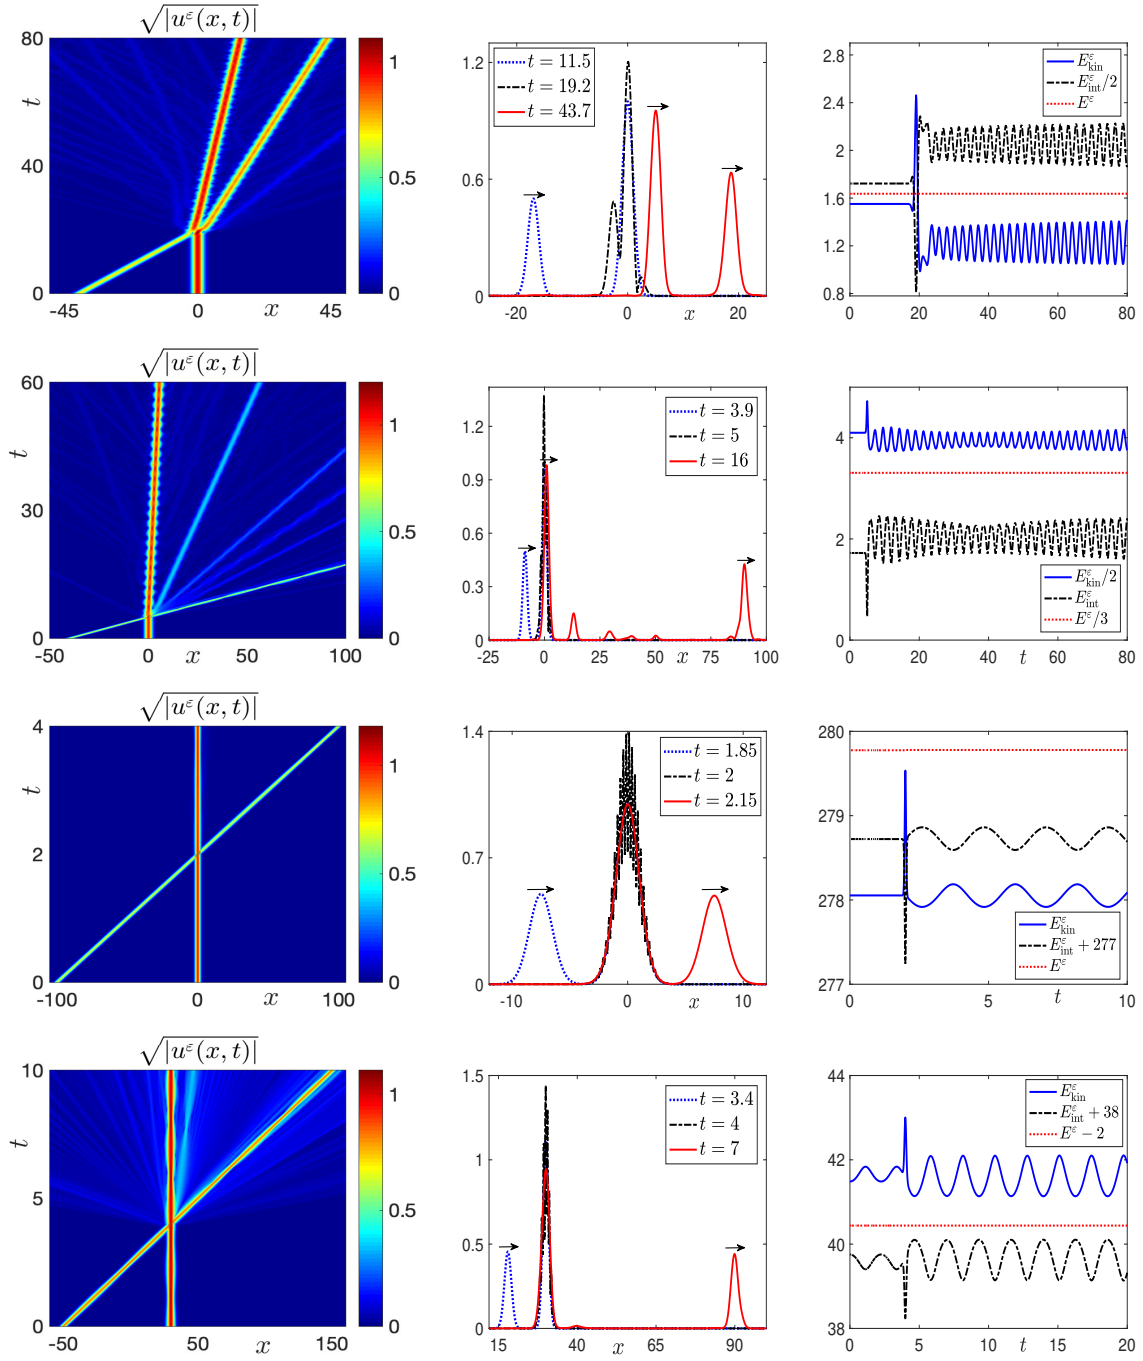 √|uᵋ(x, t)|
80
40
0
t
-45
0
45
x
1
0.5
0
1.2
0.6
0
t = 11.5
t = 19.2
t = 43.7
-20
0
20
x
2.8
2.4
2
1.6
1.2
0.8
E^ε_kin
E^ε_int/2
E^ε
0
20
40
60
80
√|uᵋ(x, t)|
60
30
0
t
-50
0
50
100
x
1
0.5
0
1.2
0.9
0.6
0.3
0
t = 3.9
t = 5
t = 16
-25
0
25
50
75
100
x
4
2
0
E^ε_kin/2
E^ε_int
E^ε/3
0
20
40
60
80
t
√|uᵋ(x, t)|
4
2
0
t
-100
0
100
x
1
0.5
0
1.4
0.7
0
t = 1.85
t = 2
t = 2.15
-10
0
10
x
280
279
278
277
E^ε_kin
E^ε_int + 277
E^ε
0
5
10
t
√|uᵋ(x, t)|
10
5
0
t
-50
50
150
x
1
0.5
0
1.5
1
0.5
0
t = 3.4
t = 4
t = 7
15
40
65
90
x
44
42
40
38
E^ε_kin
E^ε_int + 38
E^ε − 2
0
5
10
15
20
t